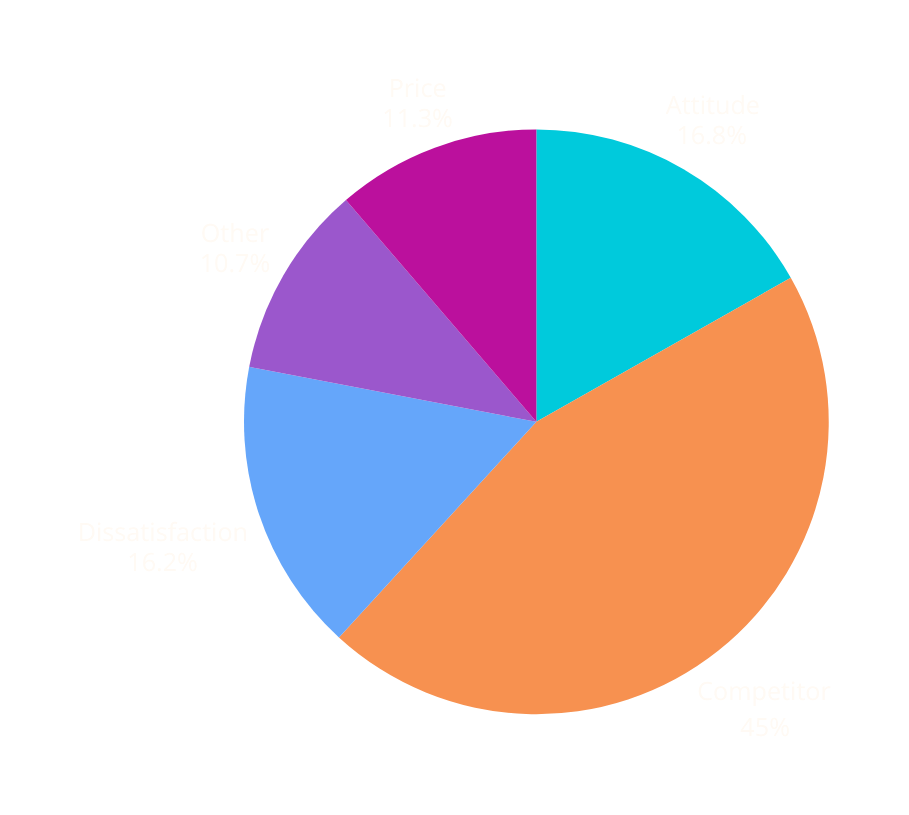 Price
11.3%
Attitude
16.8%
Other
10.7%
Dissatisfaction
16.2%
Competitor
45%